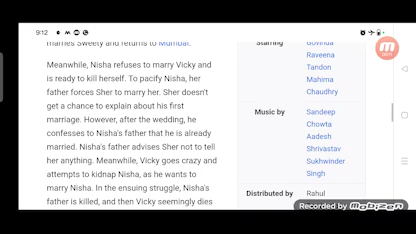 9:12
marries Sweety and returns to Mumbai.
Meanwhile, Nisha refuses to marry Vicky and
is ready to kill herself. To pacify Nisha, her
father forces Sher to marry her. Sher doesn't
get a chance to explain about his first
marriage. However, after the wedding, he
confesses to Nisha's father that he is already
married. Nisha's father advises Sher not to tell
her anything. Meanwhile, Vicky goes crazy and
attempts to kidnap Nisha, as he wants to
marry Nisha. In the ensuing struggle, Nisha's
father is killed, and then Vicky seemingly dies
Starring
Govinda
Raveena
Tandon
Mahima
Chaudhry
Music by
Sandeep
Chowta
Aadesh
Shrivastav
Sukhwinder
Singh
Distributed by
Rahul
Recorded by Mobizen